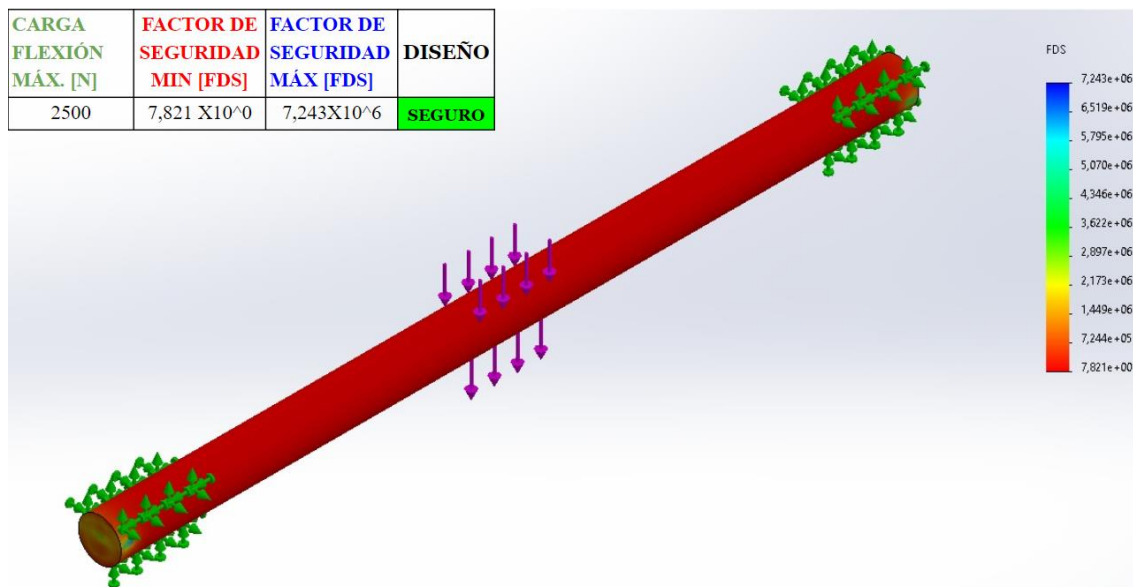 CARGA
FLEXIÓN
MÁX. [N]
FACTOR DE
SEGURIDAD
MIN [FDS]
FACTOR DE
SEGURIDAD
MÁX [FDS]
DISEÑO
2500
7,821 X10^0
7,243X10^6
SEGURO
FDS
7,243e+06
6,519e+06
5,795e+06
5,070e+06
4,346e+06
3,622e+06
2,897e+06
2,173e+06
1,449e+06
7,244e+05
7,821e+00